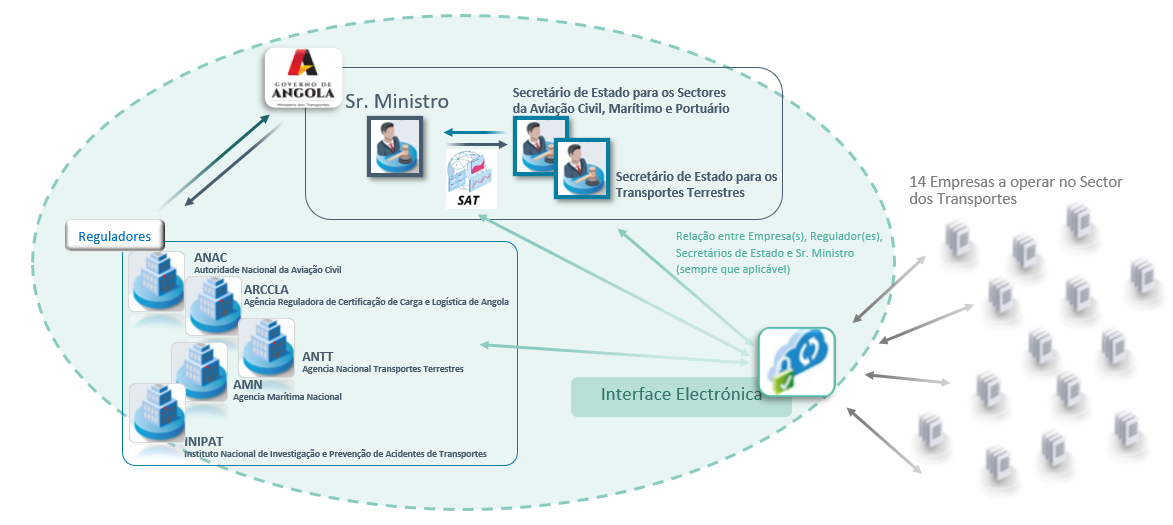 GOVERNO DE
ANGOLA
Ministério dos Transportes
Sr. Ministro
Secretário de Estado para os Sectores
da Aviação Civil, Marítimo e Portuário
SAT
Secretário de Estado para os
Transportes Terrestres
14 Empresas a operar no Sector
dos Transportes
Reguladores
Relação entre Empresa(s), Regulador(es),
Secretários de Estado e Sr. Ministro
(sempre que aplicável)
ANAC
Autoridade Nacional da Aviação Civil
ARCCLA
Agência Reguladora de Certificação de Carga e Logística de Angola
ANTT
Agencia Nacional Transportes Terrestres
AMN
Agencia Marítima Nacional
Interface Electrónica
INIPAT
Instituto Nacional de Investigação e Prevenção de Acidentes de Transportes